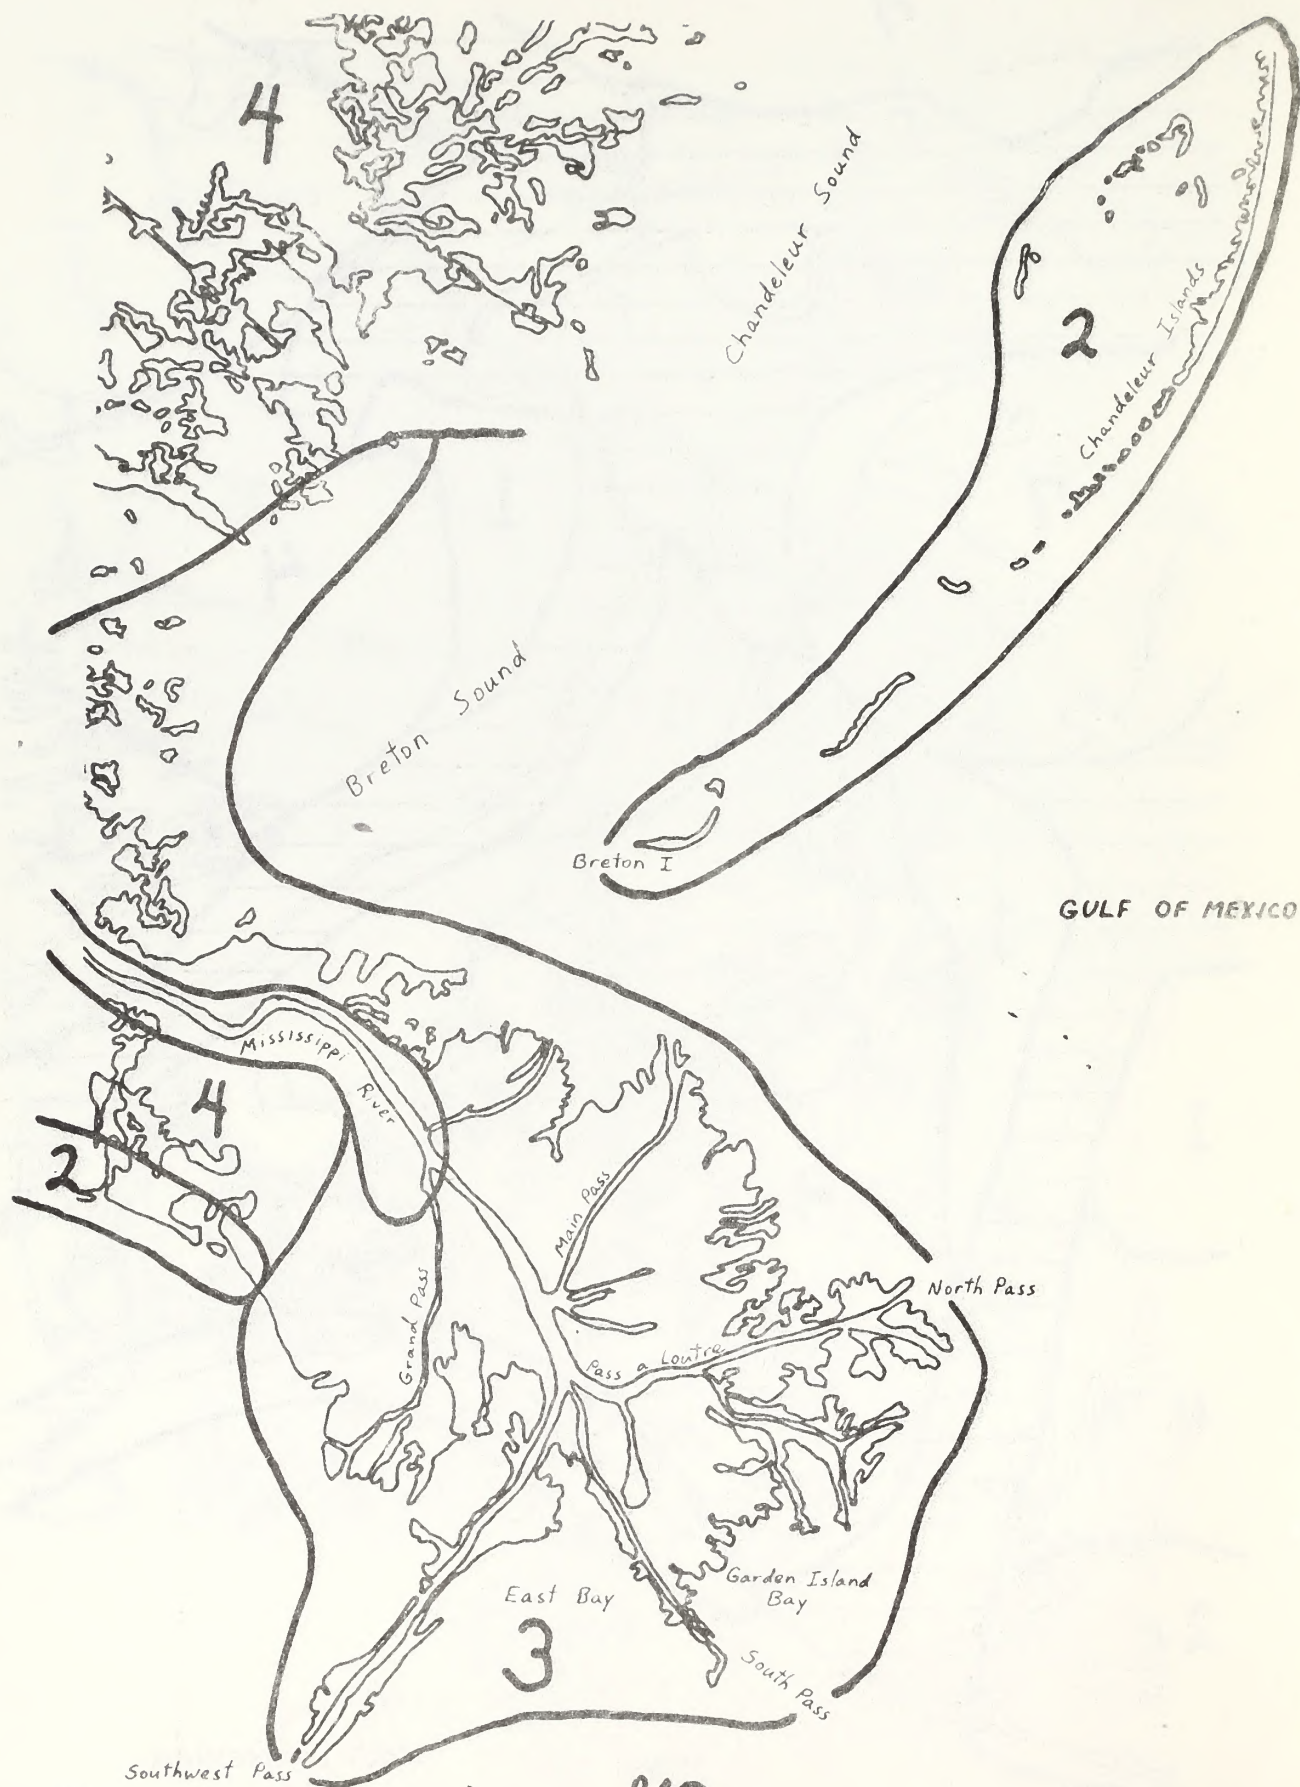 4
Chandeleur Sound
2
Chandeleur Islands
Breton Sound
Breton I
GULF OF MEXICO
Mississippi
River
4
2
Main Pass
Grand Pass
North Pass
Pass a Loutre
Garden Island
Bay
East Bay
3
South Pass
Southwest Pass